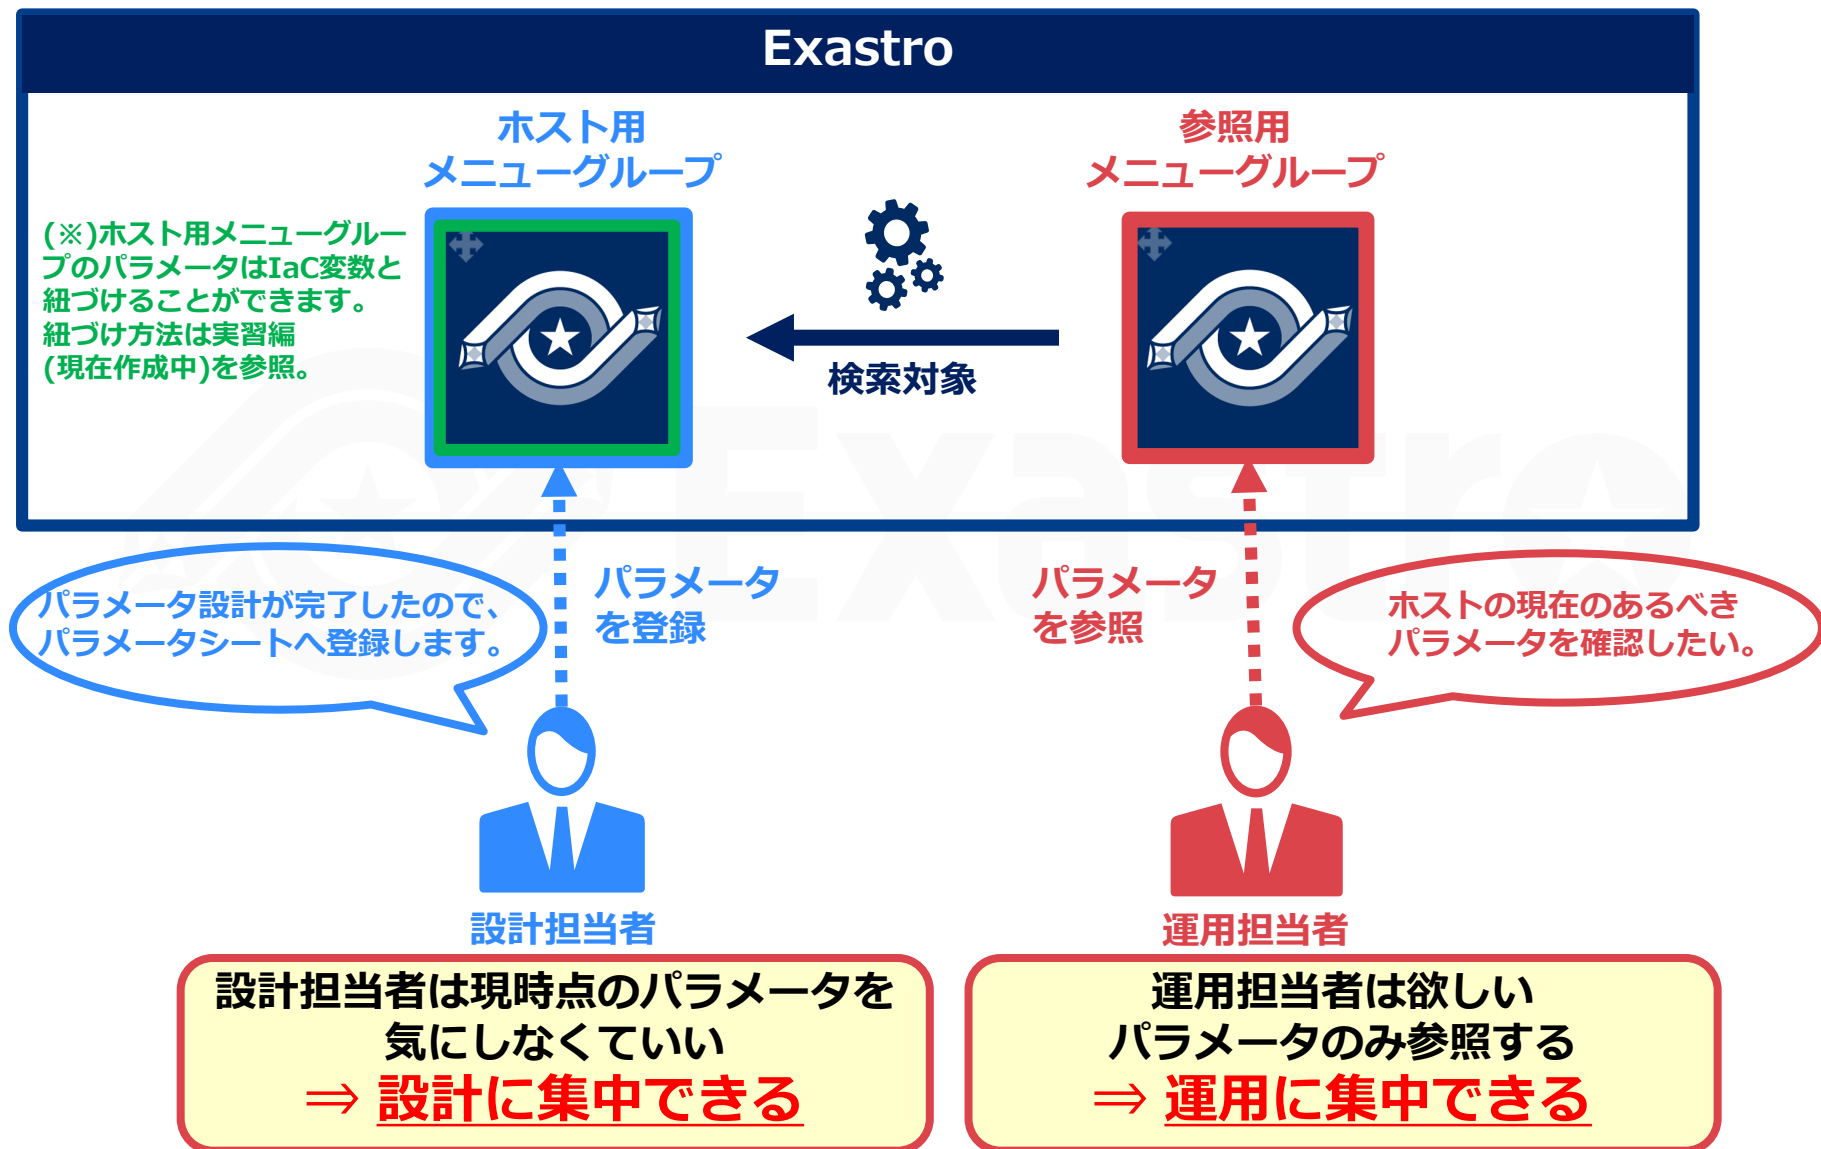 Exastro
ホスト用
メニューグループ
参照用
メニューグループ
(※)ホスト用メニューグルー
プのパラメータはIaC変数と
紐づけることができます。
紐づけ方法は実習編
(現在作成中)を参照。
検索対象
Exastro
パラメータ設計が完了したので、
パラメータシートへ登録します。
パラメータ
を登録
パラメータ
を参照
ホストの現在のあるべき
パラメータを確認したい。
設計担当者
運用担当者
設計担当者は現時点のパラメータを
気にしなくていい
⇒ 設計に集中できる
運用担当者は欲しい
パラメータのみ参照する
⇒ 運用に集中できる